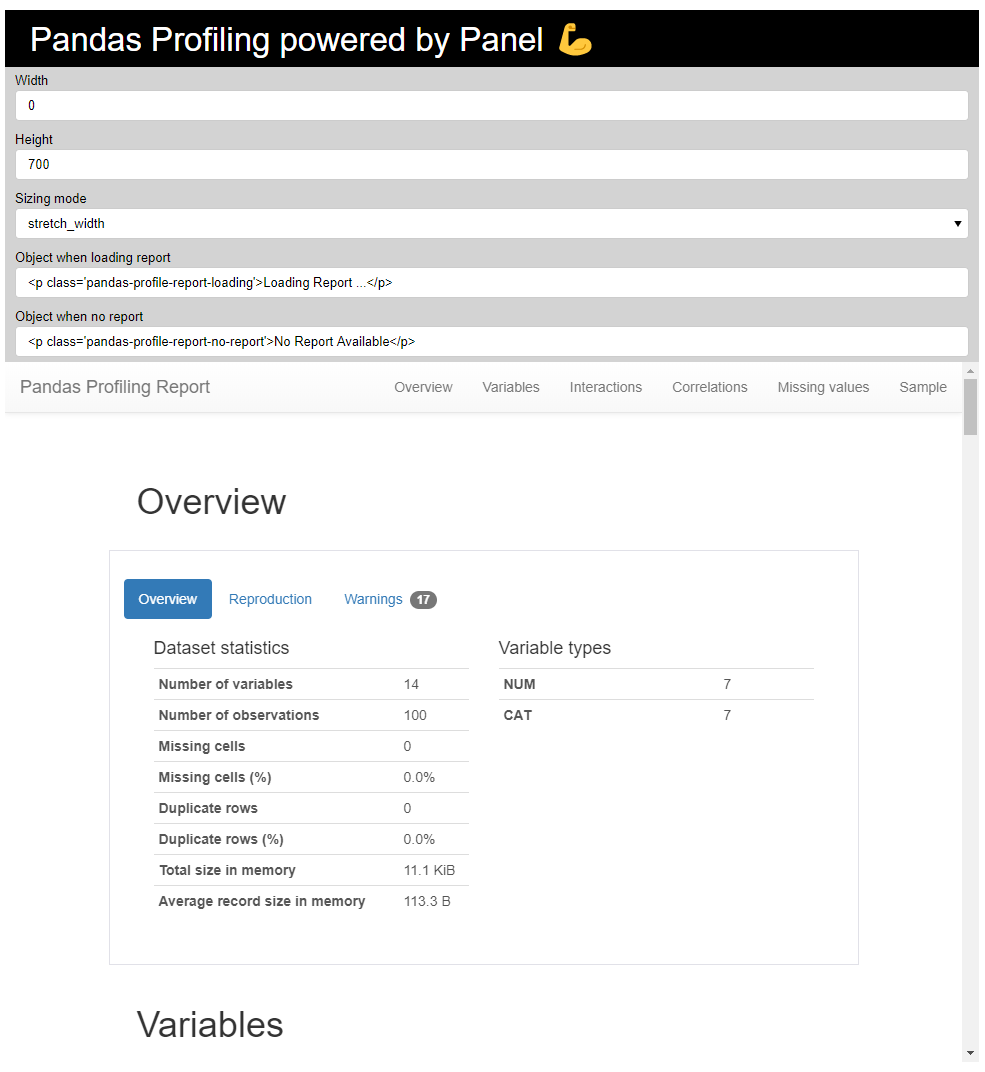 Pandas Profiling powered by Panel 💪
Width
0
Height
700
Sizing mode
stretch_width
Object when loading report
<p class='pandas-profile-report-loading'>Loading Report ...</p>
Object when no report
<p class='pandas-profile-report-no-report'>No Report Available</p>
Pandas Profiling Report Overview Variables Interactions Correlations Missing values Sample
Overview
Overview Reproduction Warnings 17
Dataset statistics
Number of variables 14
Number of observations 100
Missing cells 0
Missing cells (%) 0.0%
Duplicate rows 0
Duplicate rows (%) 0.0%
Total size in memory 11.1 KiB
Average record size in memory 113.3 B
Variable types
NUM 7
CAT 7
Variables